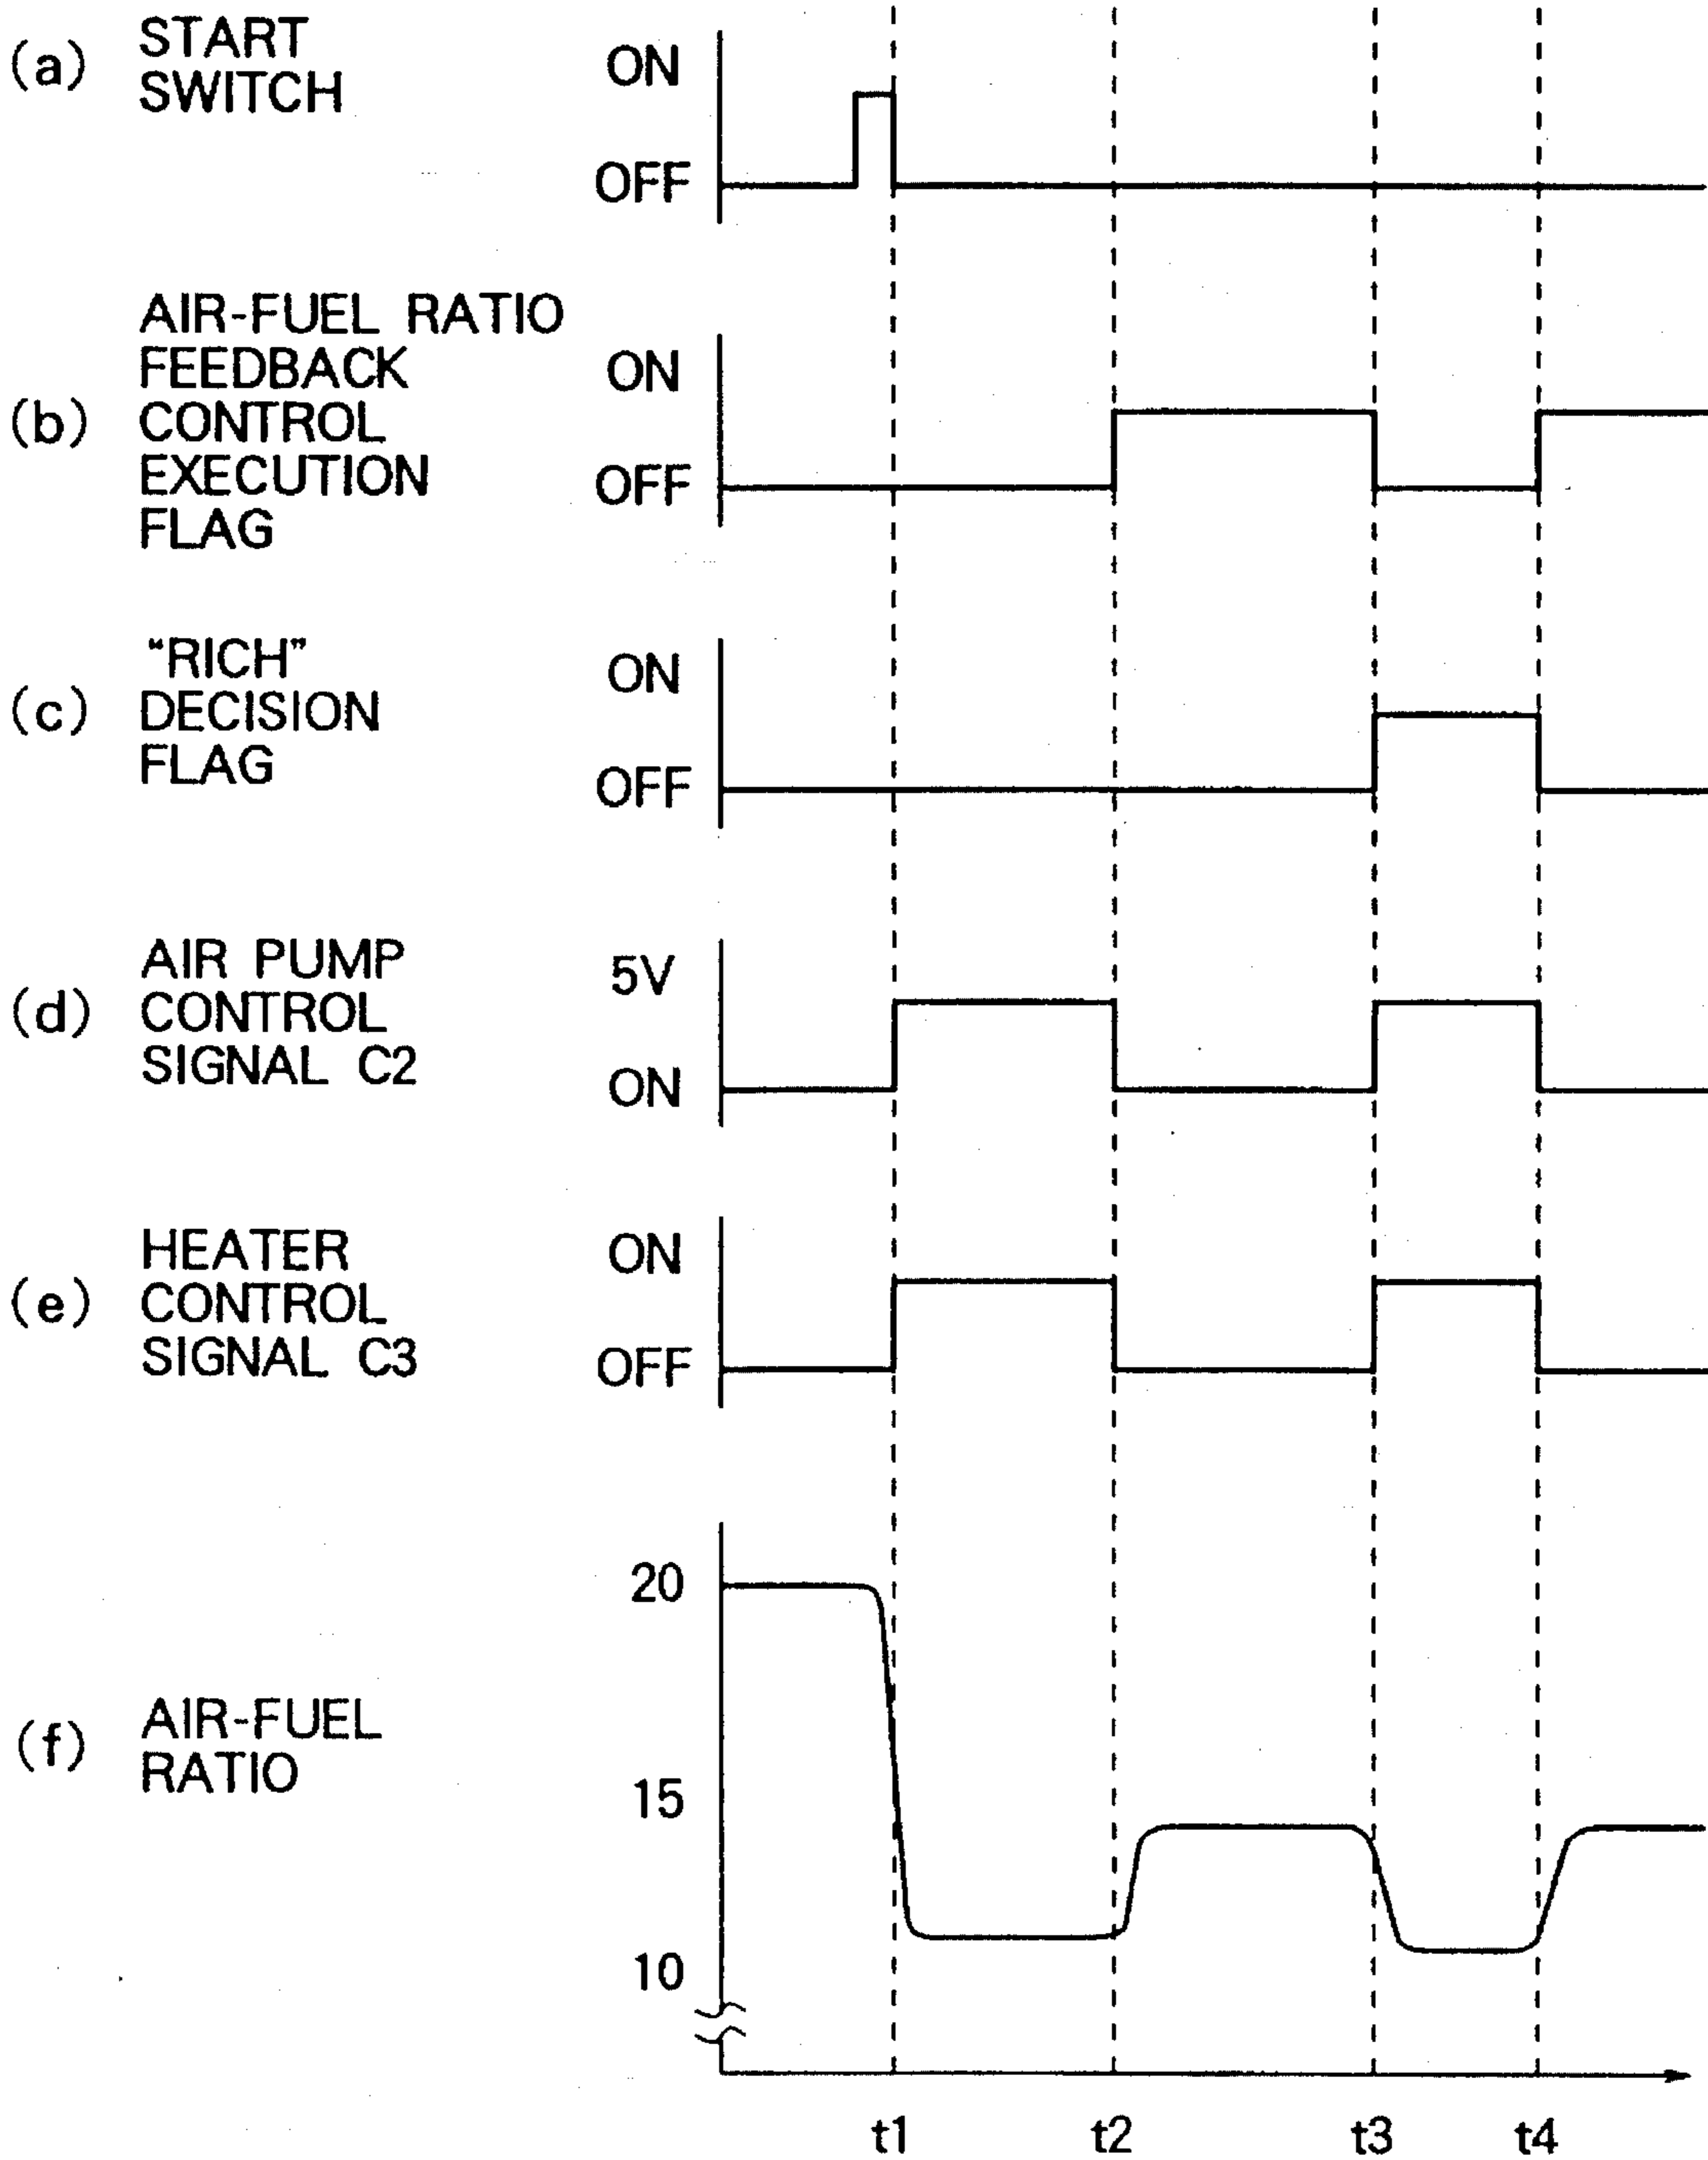 (a) START
SWITCH
ON
OFF
(b) AIR-FUEL RATIO
FEEDBACK
CONTROL
EXECUTION
FLAG
ON
OFF
(c) “RICH”
DECISION
FLAG
ON
OFF
(d) AIR PUMP
CONTROL
SIGNAL C2
5V
ON
(e) HEATER
CONTROL
SIGNAL C3
ON
OFF
(f) AIR-FUEL
RATIO
20
15
10
t1 t2 t3 t4